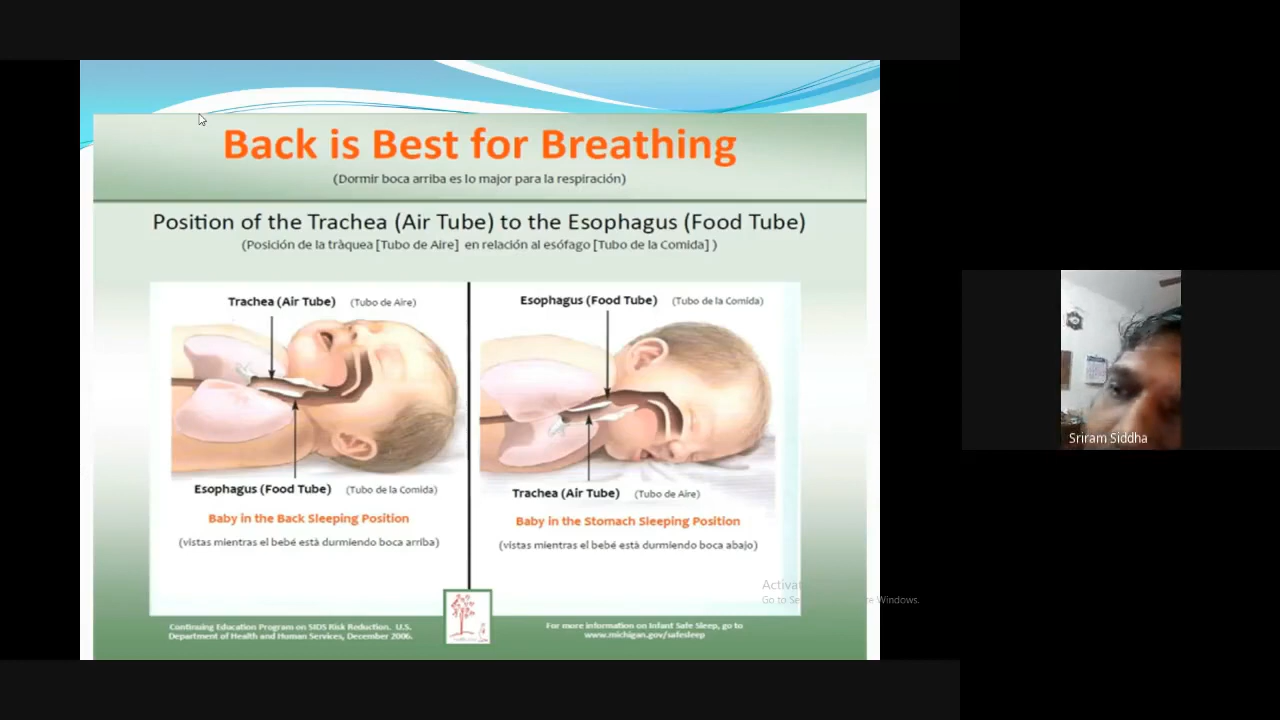 Back is Best for Breathing
(Dormir boca arriba es lo major para la respiración)
Position of the Trachea (Air Tube) to the Esophagus (Food Tube)
(Posición de la tràquea [Tubo de Aire] en relación al esófago [Tubo de la Comida] )
Trachea (Air Tube) (Tubo de Aire)
Esophagus (Food Tube) (Tubo de la Comida)
Baby in the Back Sleeping Position
(vistas mientras el bebé està durmiendo boca arriba)
Esophagus (Food Tube) (Tubo de la Comida)
Trachea (Air Tube) (Tubo de Aire)
Baby in the Stomach Sleeping Position
(vistas mientras el bebé està durmiendo boca abajo)
Continuing Education Program on SIDS Risk Reduction. U.S.
Department of Health and Human Services, December 2006.
For more information on Infant Safe Sleep, go to
www.michigan.gov/safesleep
Go to Windows.
Sriram Siddha